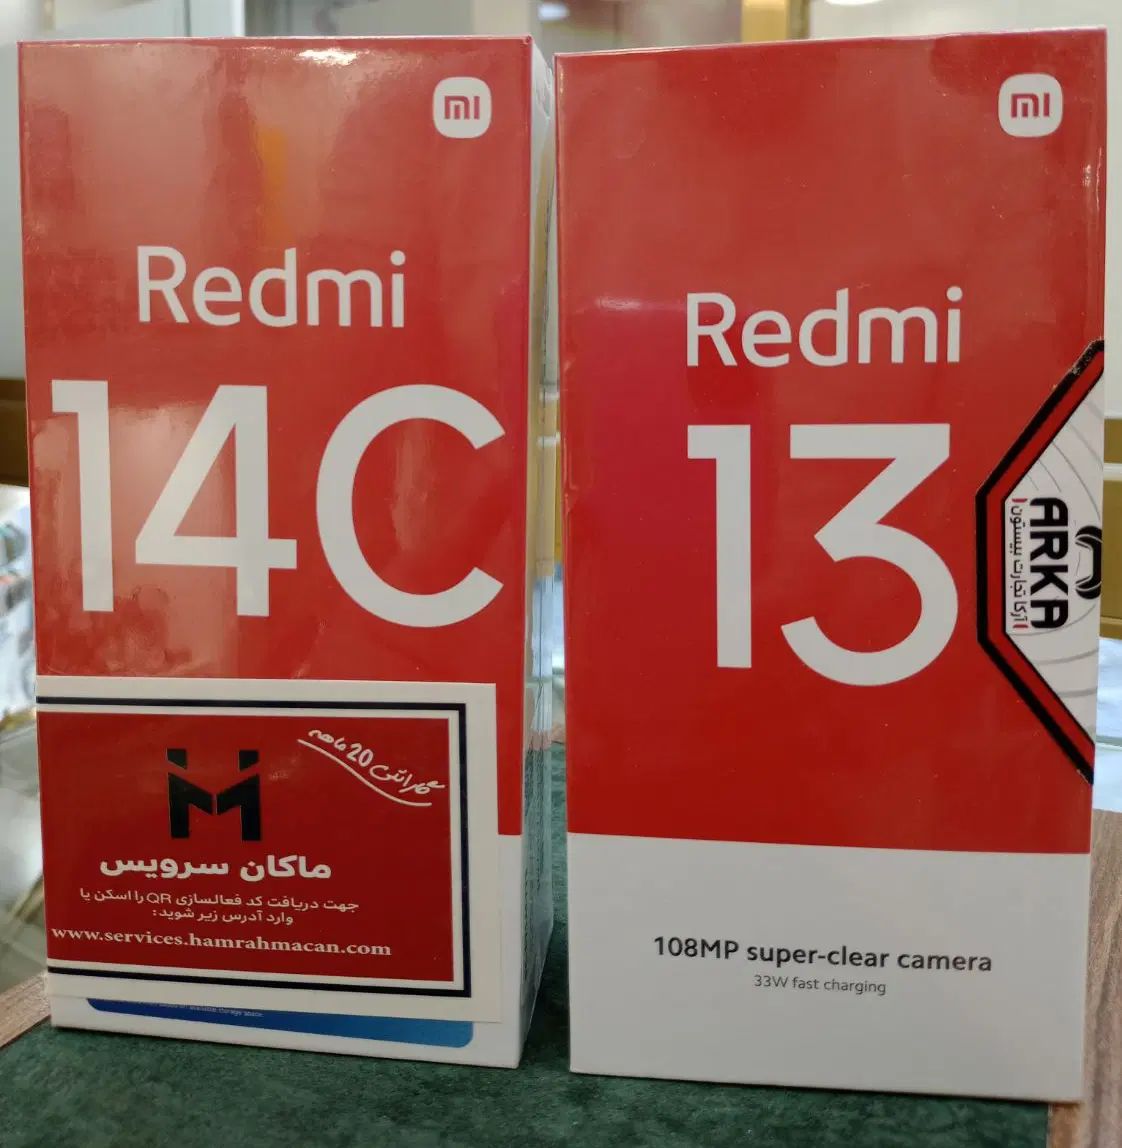 mi
Redmi
14C
گارانتی 20 ماهه
ماکان سرویس
جهت دریافت کد فعالسازی QR را اسکن یا
وارد آدرس زیر شوید:
www.services.hamrahmacan.com
mi
Redmi
13
ARKA
آرکا تجارت بیستون
108MP super-clear camera
33W fast charging